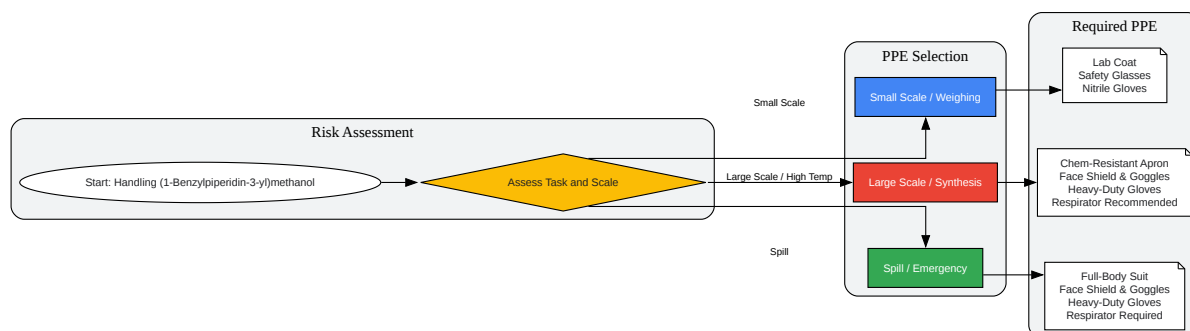 Risk Assessment
Start: Handling (1-Benzylpiperidin-3-yl)methanol
Assess Task and Scale
Small Scale
Large Scale / High Temp
Spill
PPE Selection
Small Scale / Weighing
Large Scale / Synthesis
Spill / Emergency
Required PPE
Lab Coat
Safety Glasses
Nitrile Gloves
Chem-Resistant Apron
Face Shield & Goggles
Heavy-Duty Gloves
Respirator Recommended
Full-Body Suit
Face Shield & Goggles
Heavy-Duty Gloves
Respirator Required